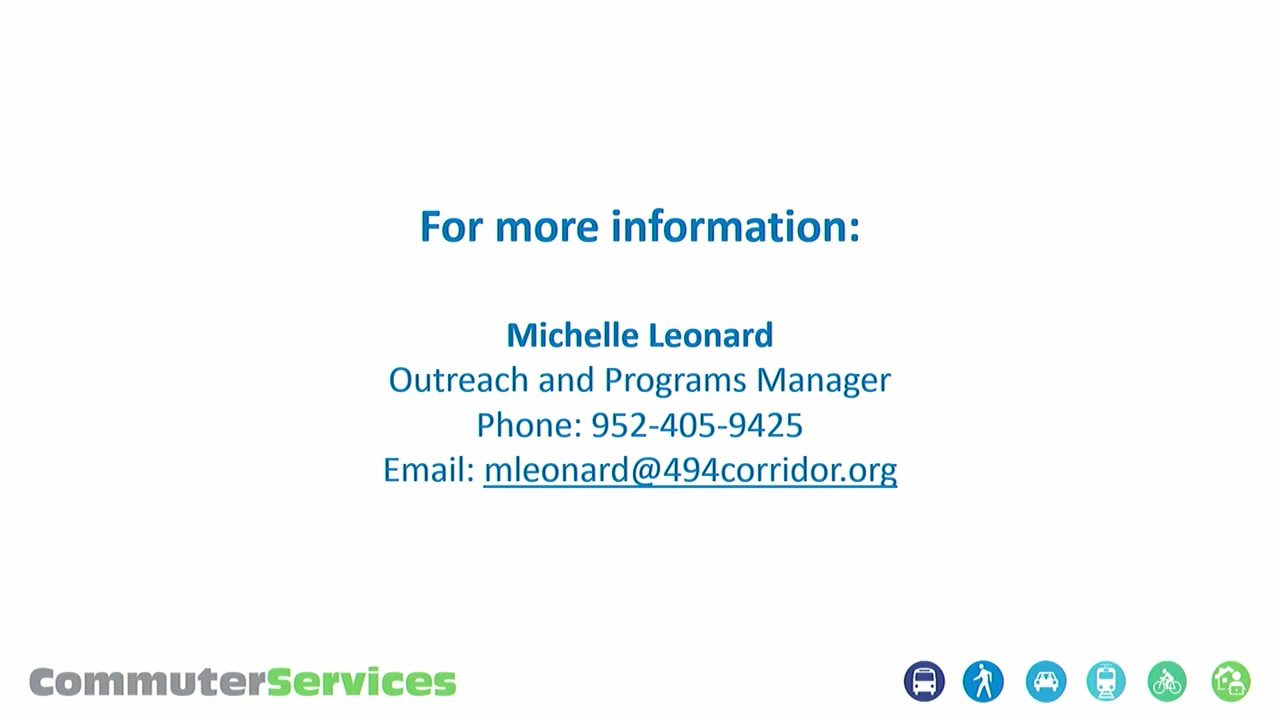 For more information:
Michelle Leonard
Outreach and Programs Manager
Phone: 952-405-9425
Email: mleonard@494corridor.org
CommuterServices